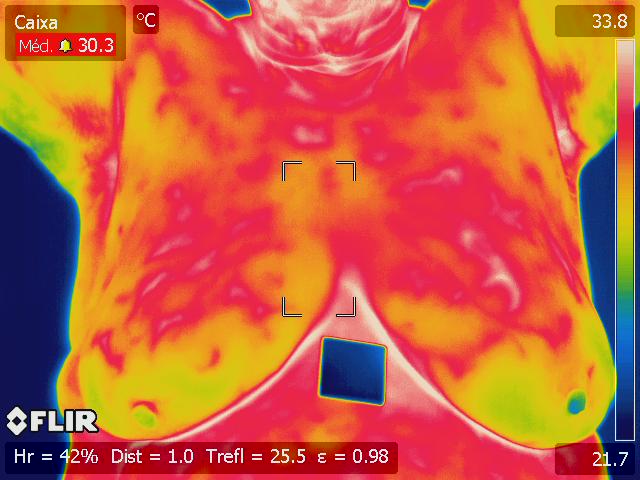 Caixa
Méd. 30.3
°C
33.8
FLIR
Hr = 42% Dist = 1.0 Trefl = 25.5 ε = 0.98
21.7